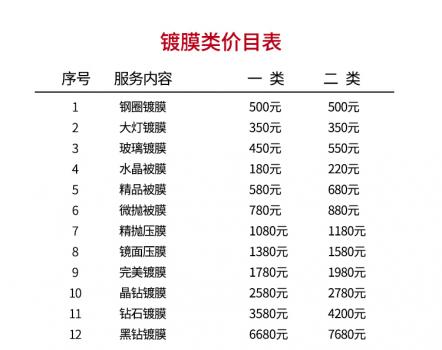 镀膜类价目表
序号 服务内容 一 类 二 类
1 钢圈镀膜 500元 500元
2 大灯镀膜 350元 350元
3 玻璃镀膜 450元 550元
4 水晶被膜 180元 220元
5 精品被膜 580元 680元
6 微抛被膜 780元 880元
7 精抛压膜 1080元 1180元
8 镜面压膜 1380元 1580元
9 完美镀膜 1780元 1980元
10 晶钻镀膜 2580元 2780元
11 钻石镀膜 3580元 4200元
12 黑钻镀膜 6680元 7680元